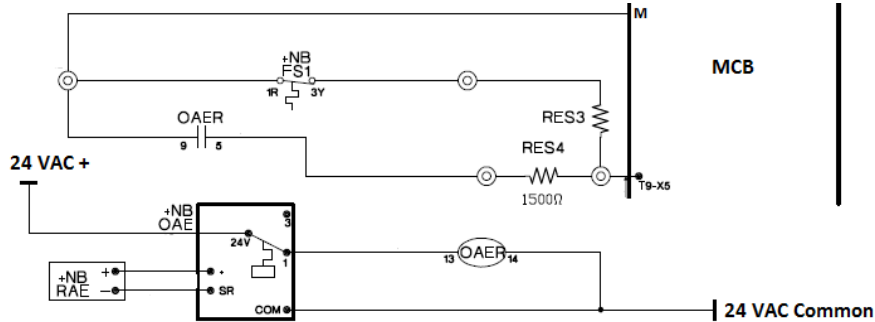 M
MCB
+NB
FS1
1R 3Y
RES3
OAER
9 5
RES4
1500Ω
T9-X5
24 VAC +
+NB
OAE
3
24V
1
13 OAER 14
+NB
RAE
+ +
− SR
COM
24 VAC Common